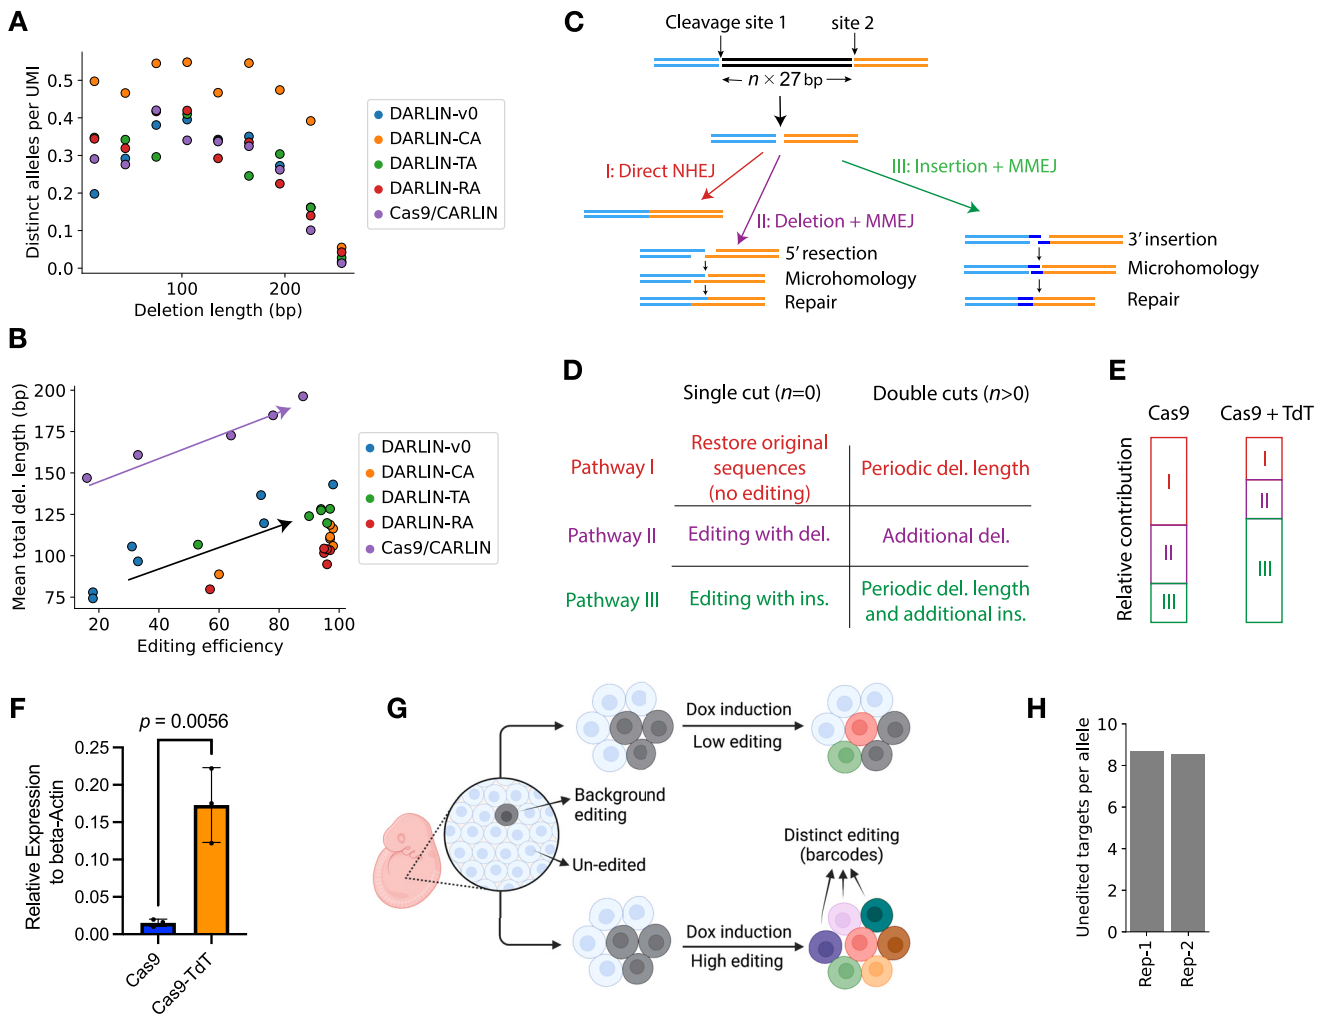 A
Distinct alleles per UMI
0.5
0.4
0.3
0.2
0.1
0.0
100
200
Deletion length (bp)
DARLIN-v0
DARLIN-CA
DARLIN-TA
DARLIN-RA
Cas9/CARLIN
B
Mean total del. length (bp)
200
175
150
125
100
75
20
40
60
80
100
Editing efficiency
DARLIN-v0
DARLIN-CA
DARLIN-TA
DARLIN-RA
Cas9/CARLIN
C
Cleavage site 1
site 2
n × 27 bp
I: Direct NHEJ
II: Deletion + MMEJ
III: Insertion + MMEJ
5′ resection
Microhomology
Repair
3′ insertion
Microhomology
Repair
D
Single cut (n=0)
Double cuts (n>0)
Pathway I
Restore original
sequences
(no editing)
Periodic del. length
Pathway II
Editing with del.
Additional del.
Pathway III
Editing with ins.
Periodic del. length
and additional ins.
E
Relative contribution
Cas9
Cas9 + TdT
I
II
III
I
II
III
F
p = 0.0056
Relative Expression
to beta-Actin
0.25
0.20
0.15
0.10
0.05
0.00
Cas9
Cas9-TdT
G
Background
editing
Un-edited
Dox induction
Low editing
Distinct editing
(barcodes)
Dox induction
High editing
H
Unedited targets per allele
10
8
6
4
2
0
Rep-1
Rep-2